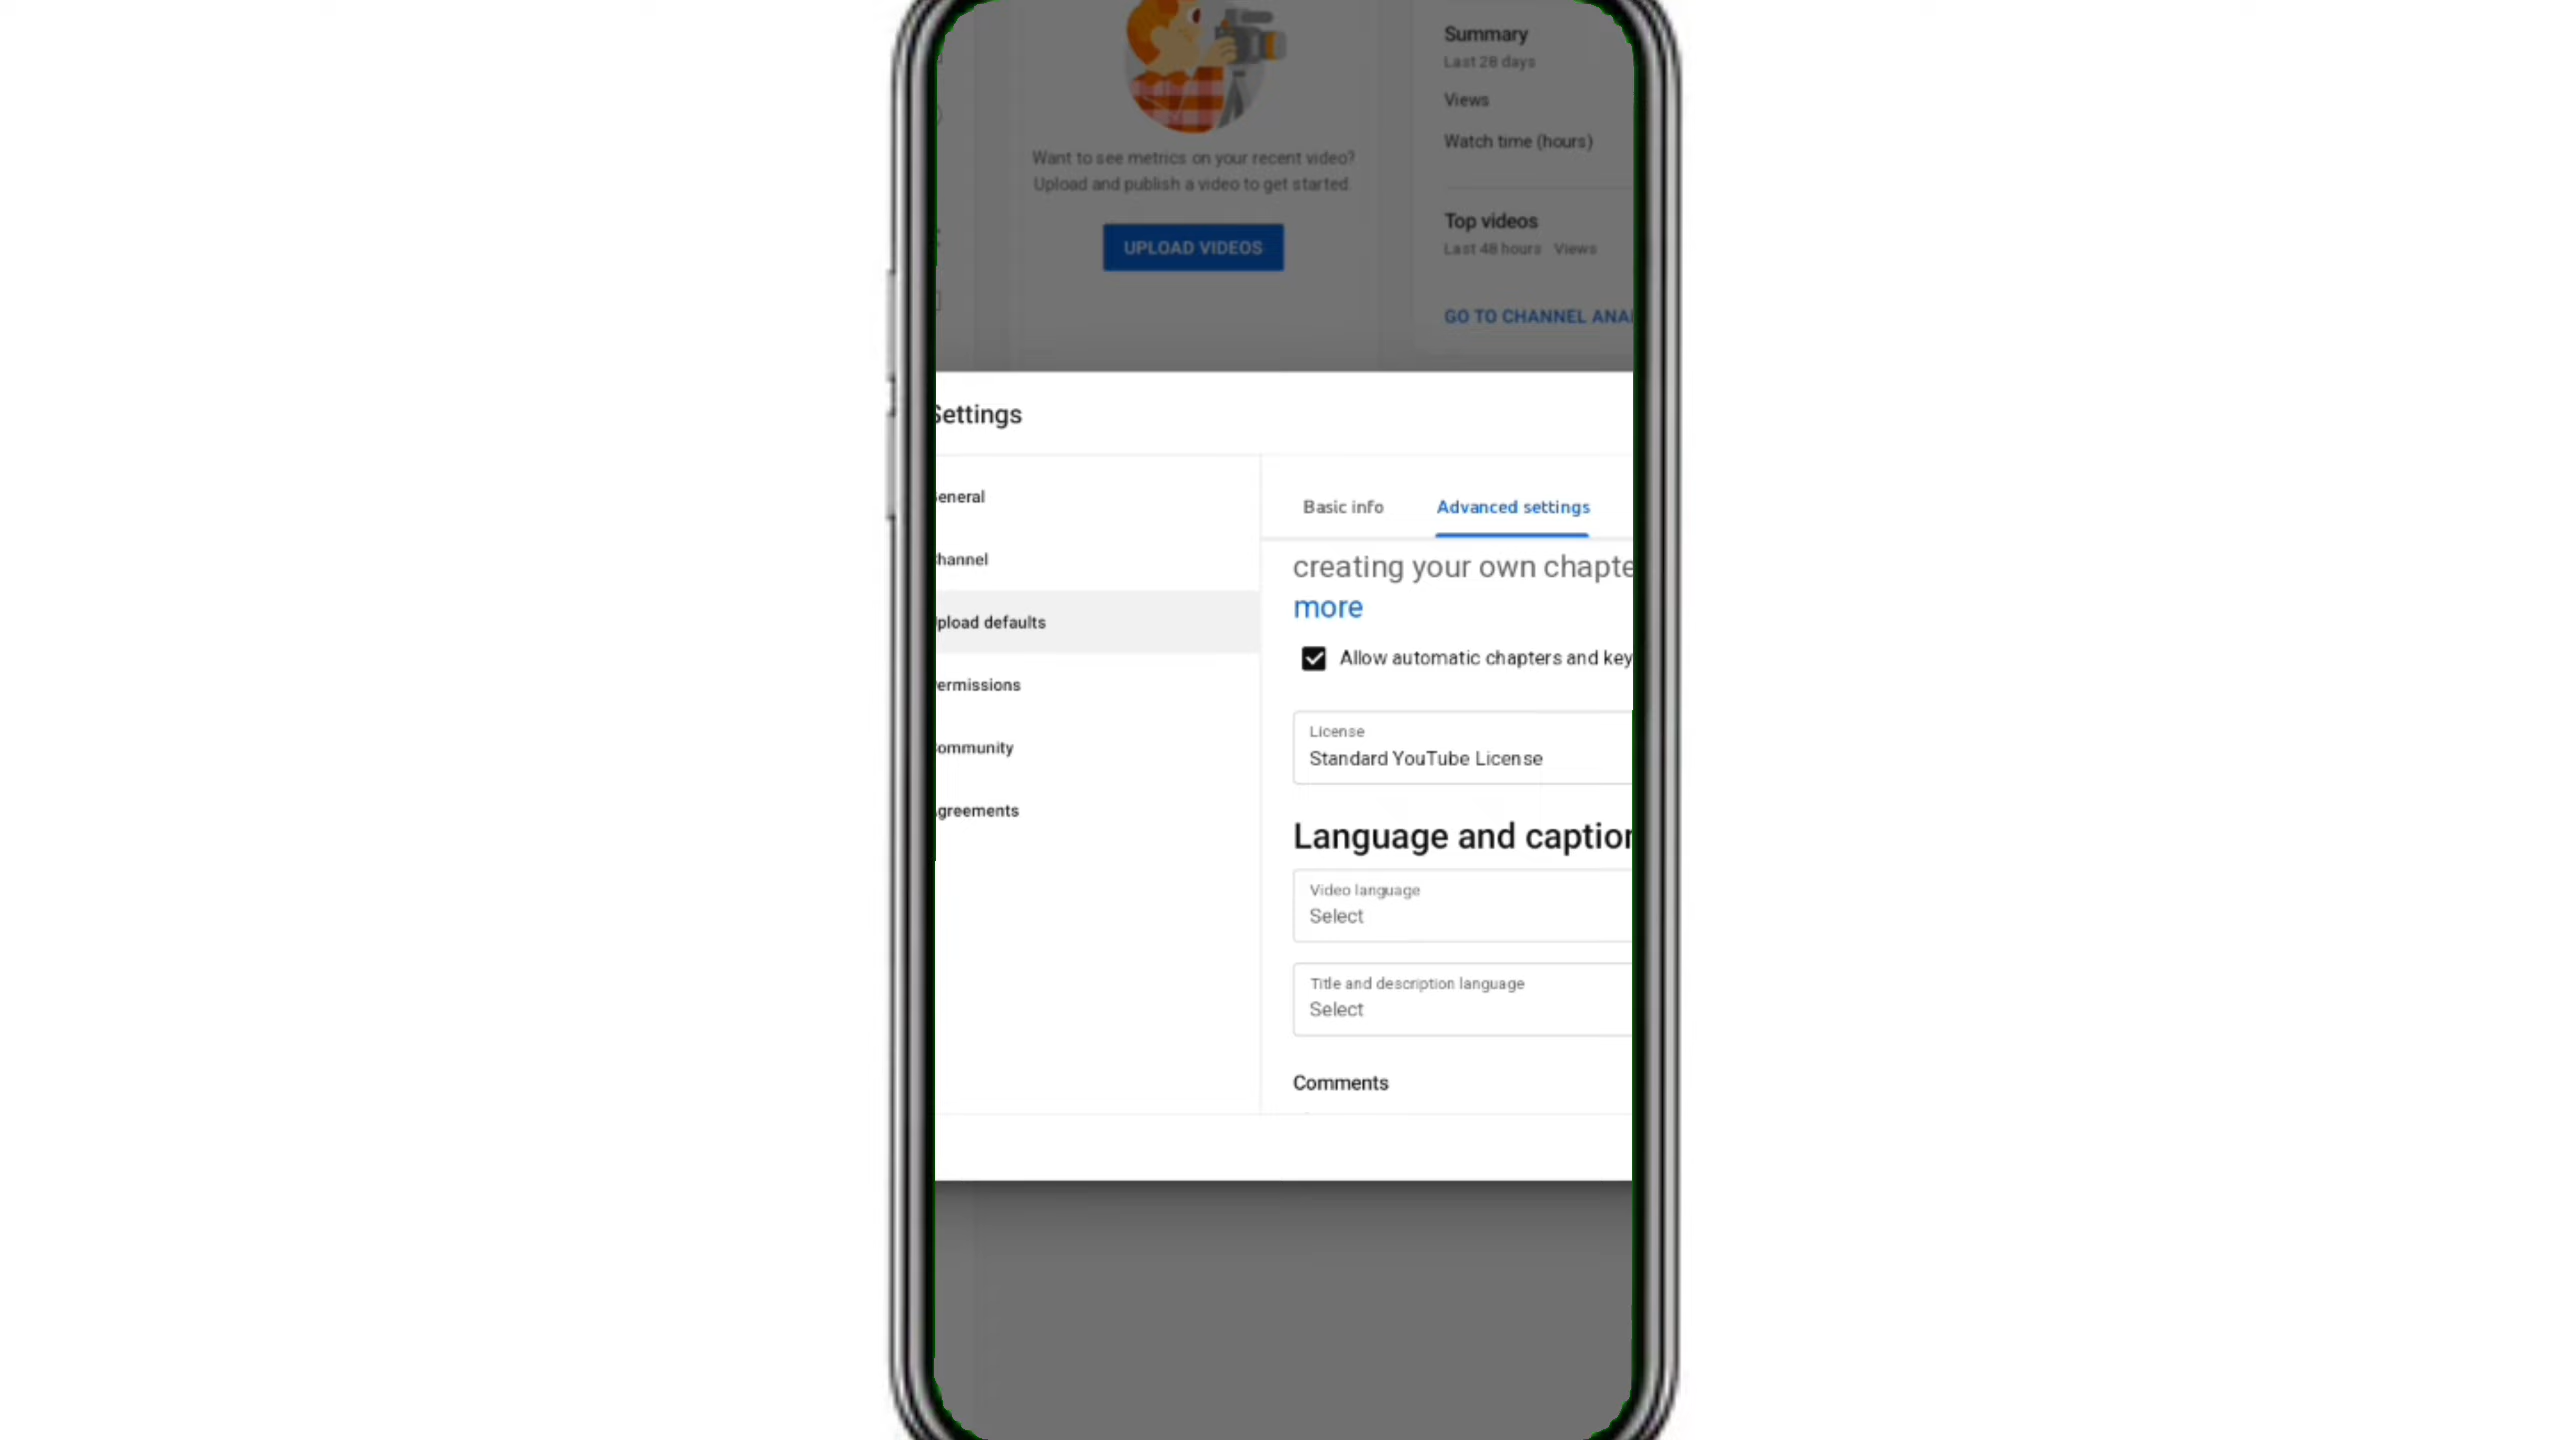 Summary
Last 28 days
Views
Watch time (hours)
Want to see metrics on your recent video?
Upload and publish a video to get started.
UPLOAD VIDEOS
Top videos
Last 48 hours Views
GO TO CHANNEL ANAL
Settings
eneral
hannel
pload defaults
ermissions
ommunity
greements
Basic info
Advanced settings
creating your own chapte
more
Allow automatic chapters and key
License
Standard YouTube License
Language and caption
Video language
Select
Title and description language
Select
Comments